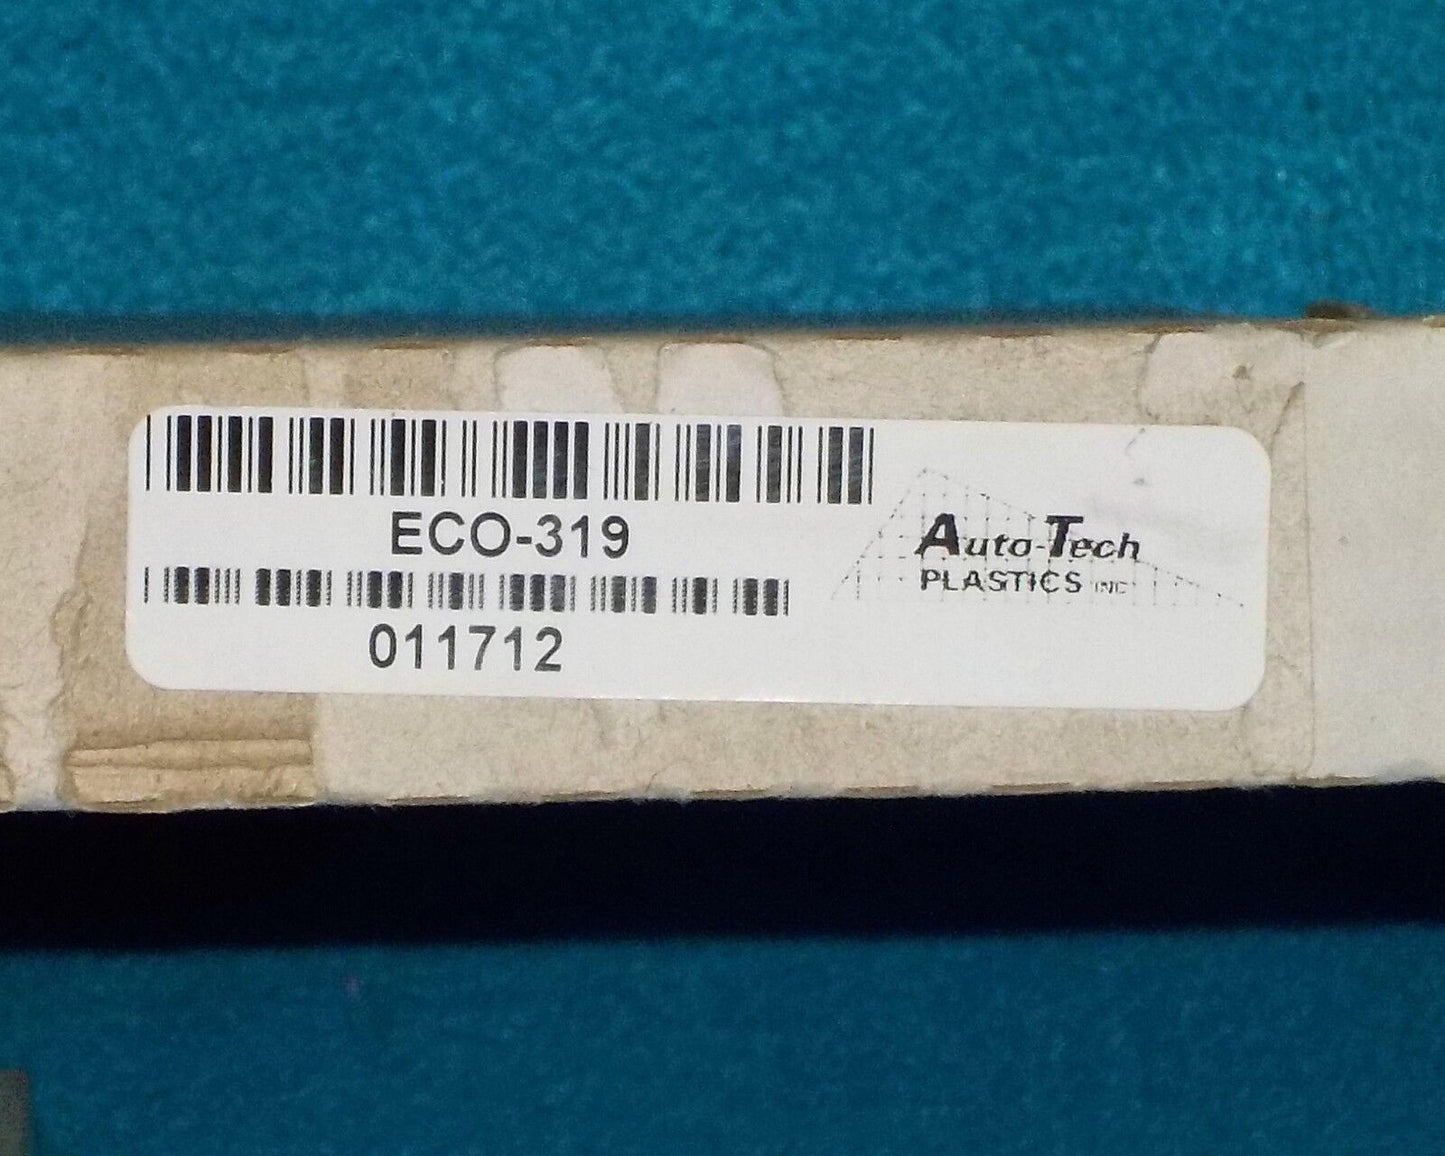 ECO-319
011712
Auto-Tech
PLASTICS INC